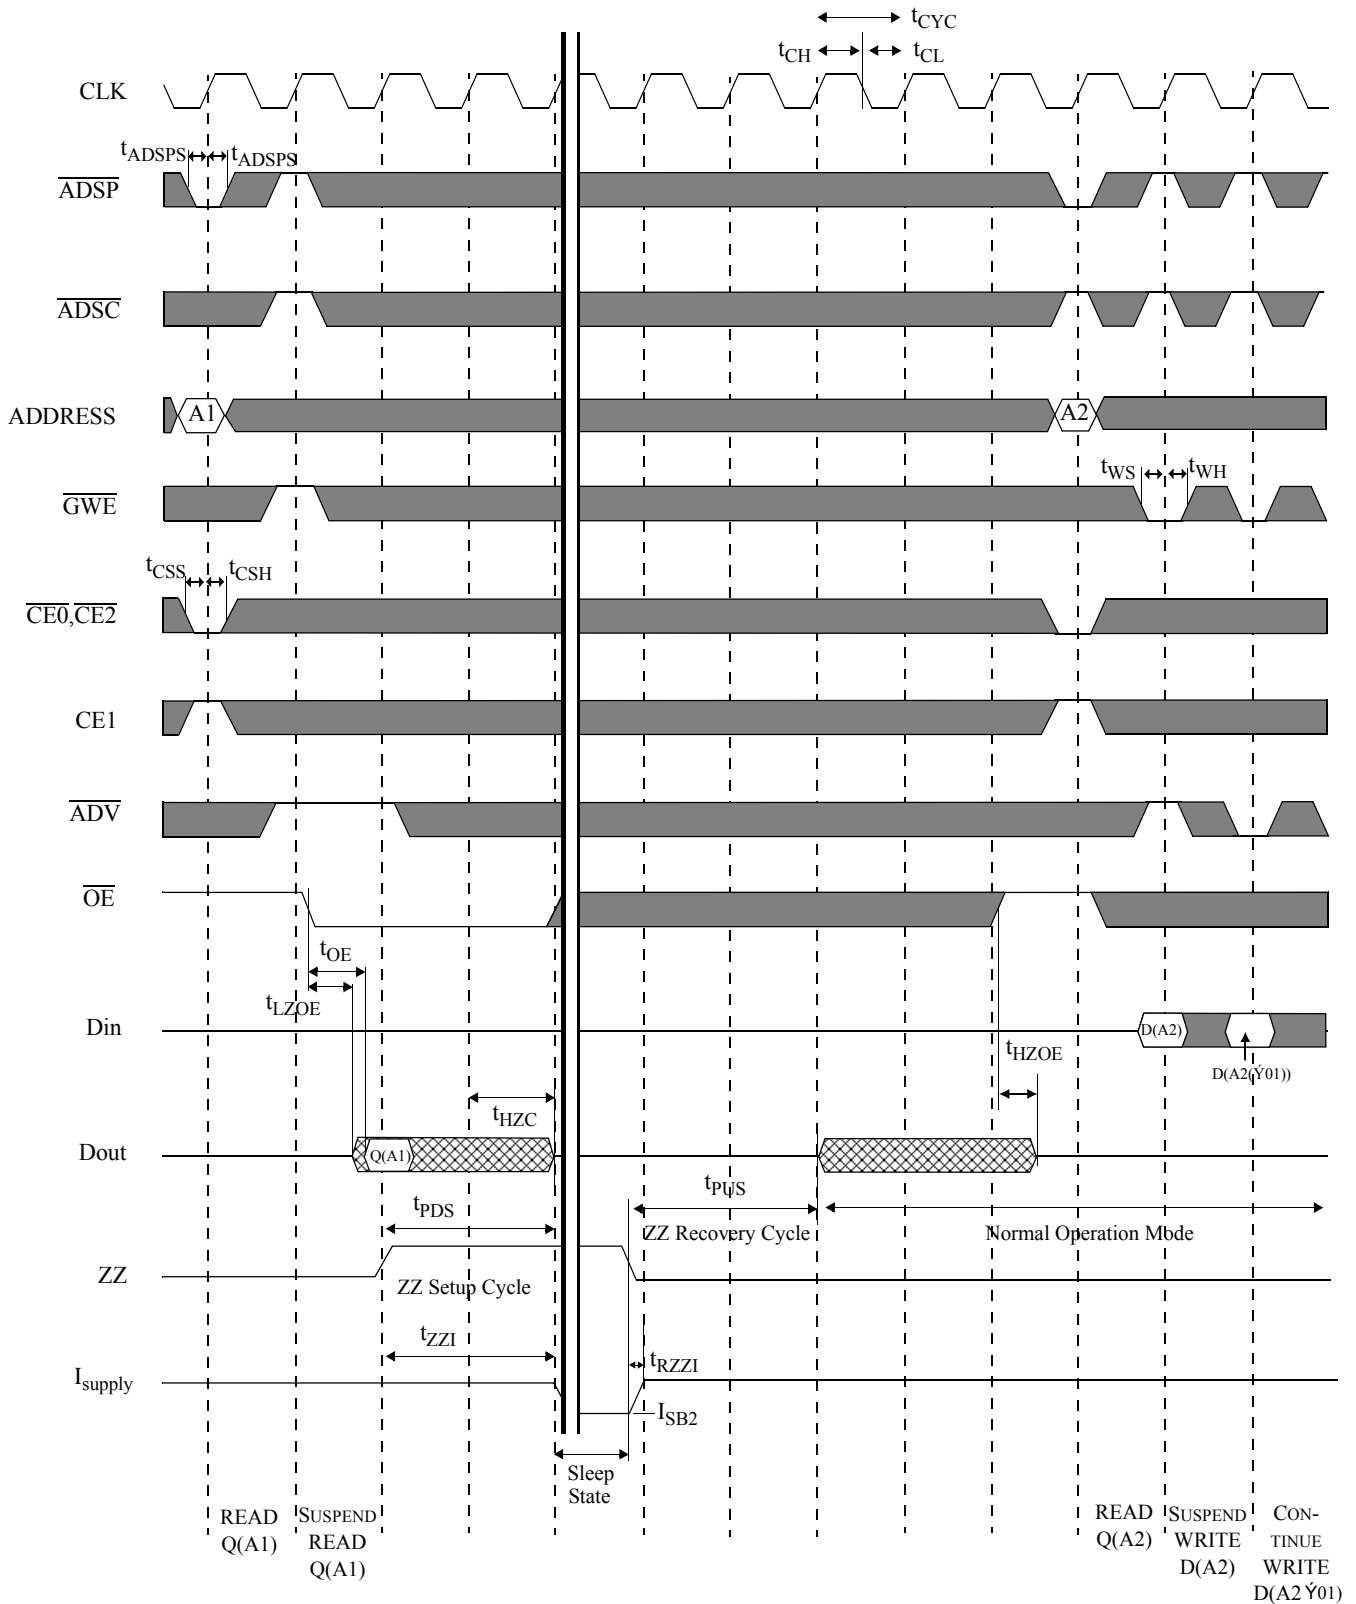 tCYC
tCH
tCL
CLK
tADSPS
tADSPS
ADSP
ADSC
ADDRESS
A1
A2
tWS
tWH
GWE
tCSS
tCSH
CE0,CE2
CE1
ADV
OE
tOE
tLZOE
Din
D(A2)
tHZOE
D(A2(Ý01))
tHZC
Dout
Q(A1)
tPUS
tPDS
ZZ Recovery Cycle
Normal Operation Mode
ZZ
ZZ Setup Cycle
tZZI
tRZZI
Isupply
ISB2
Sleep
State
READ
Q(A1)
SUSPEND
READ
Q(A1)
READ
Q(A2)
SUSPEND
WRITE
D(A2)
CON-
TINUE
WRITE
D(A2Ý01)